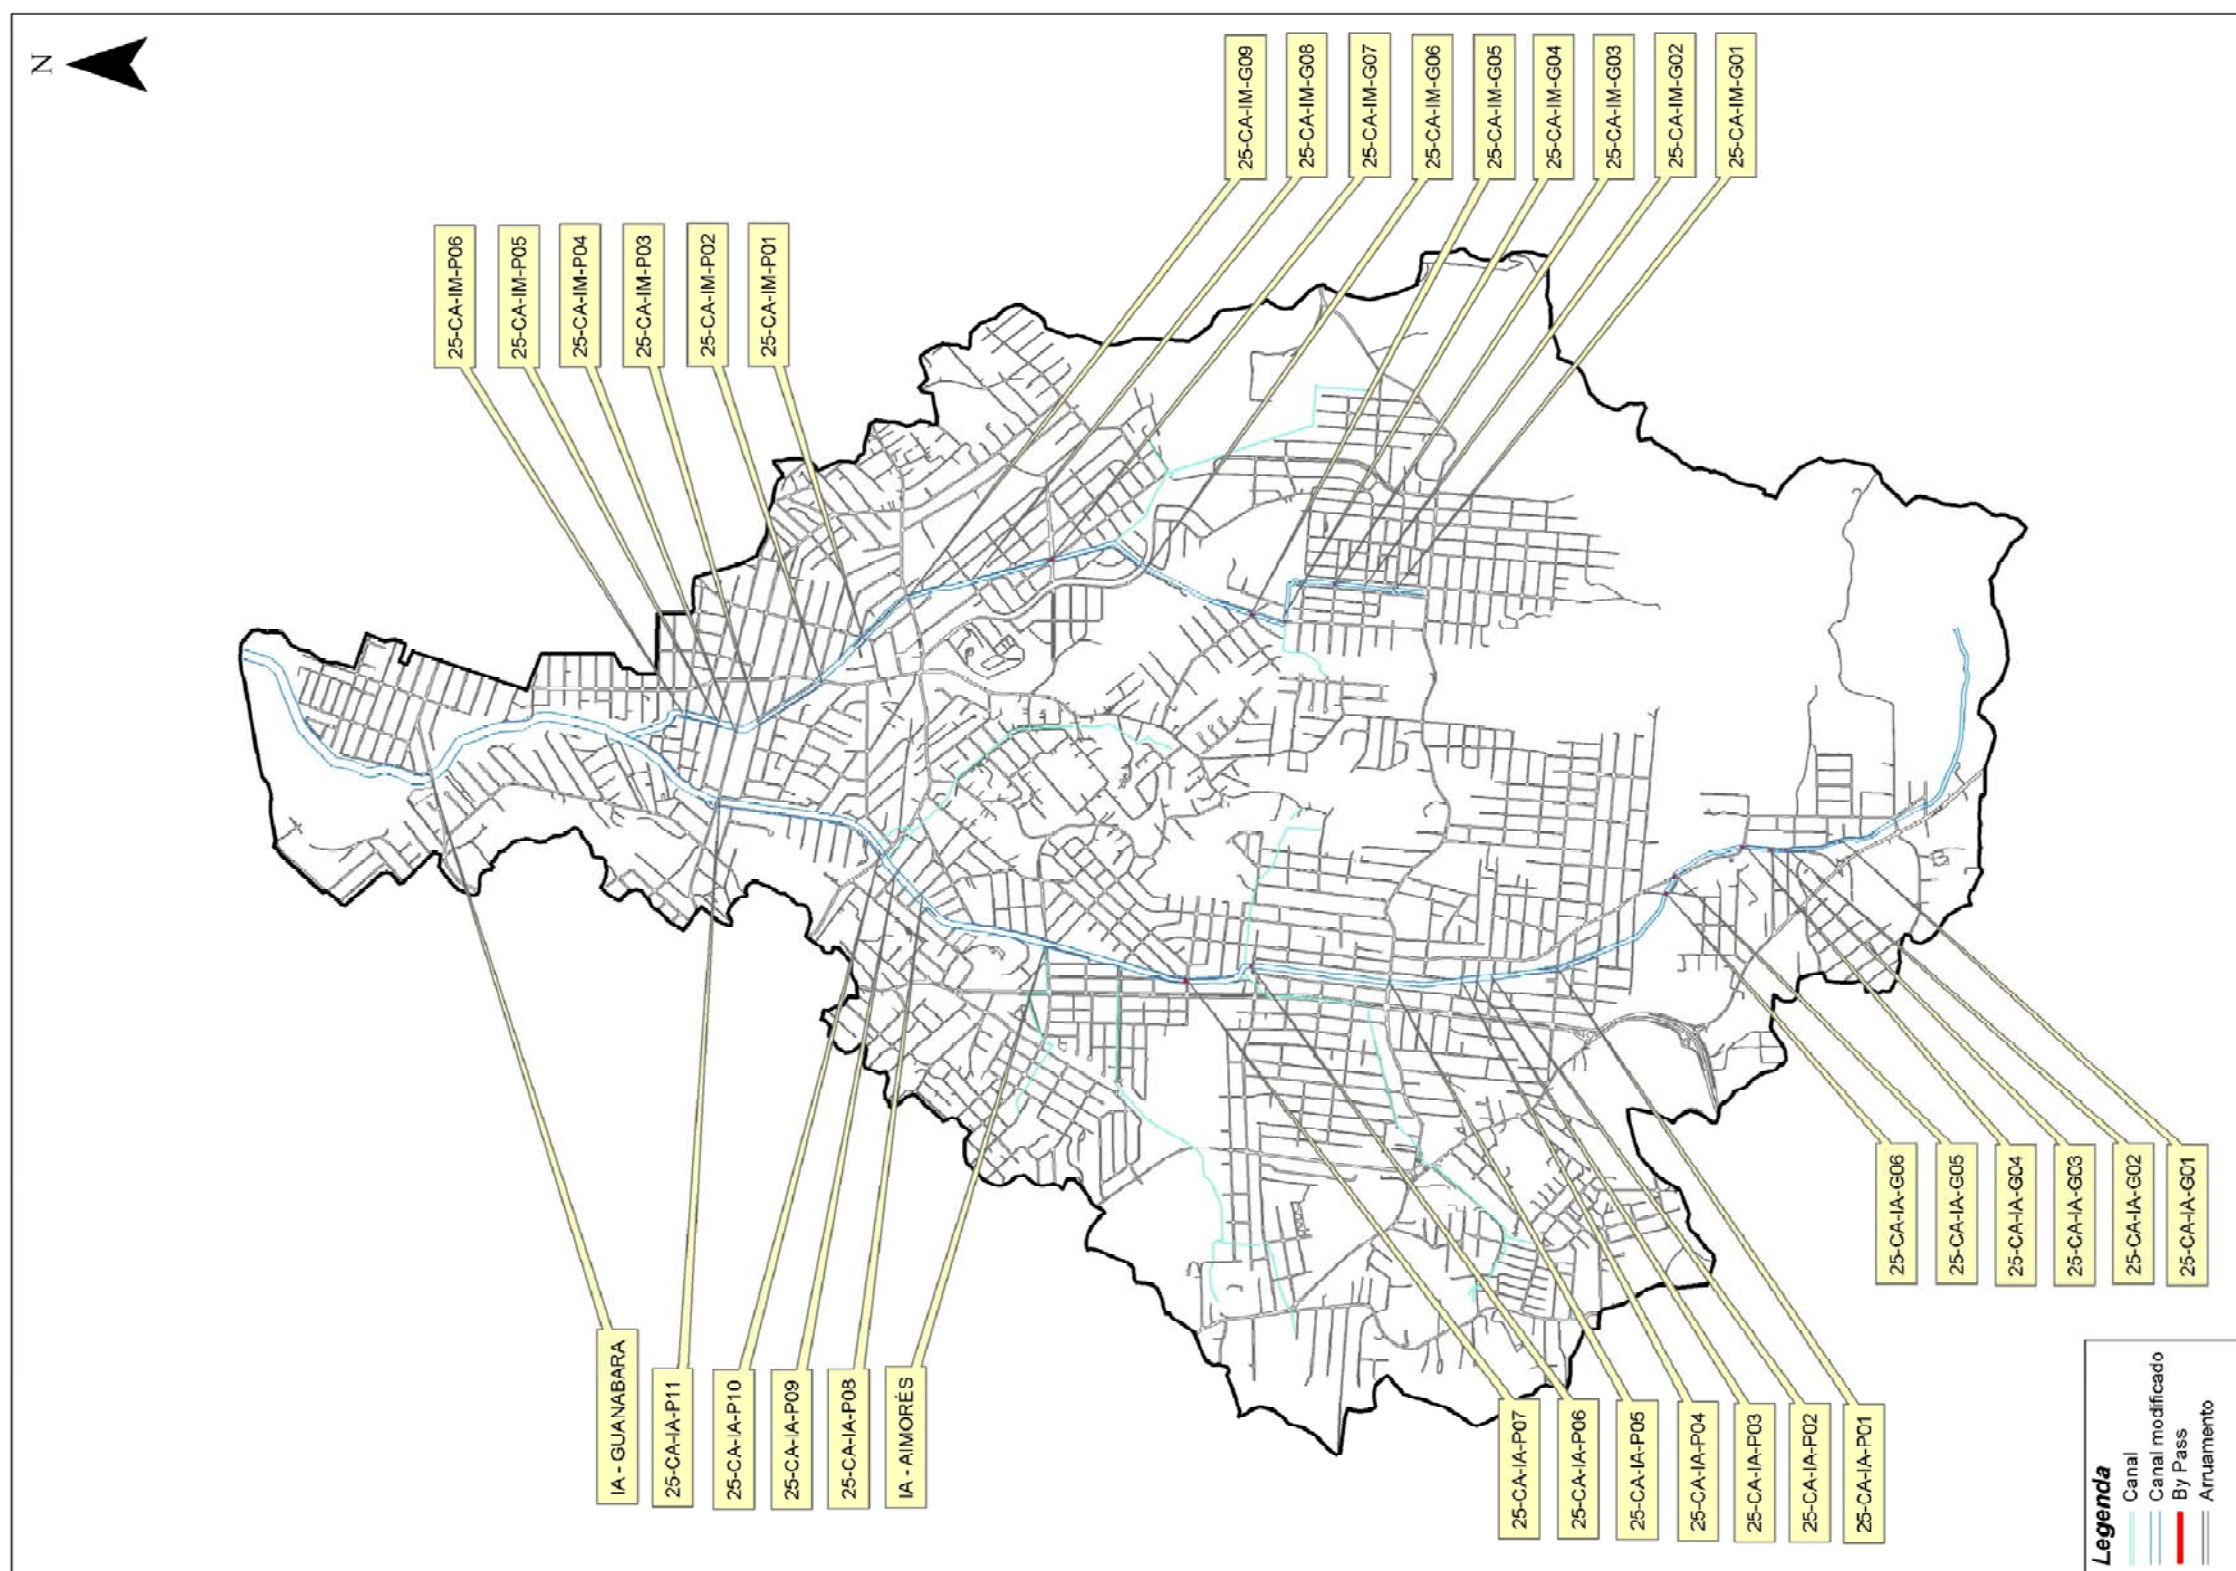 N
25-CA-IM-G09
25-CA-IM-G08
25-CA-IM-G07
25-CA-IM-G06
25-CA-IM-G05
25-CA-IM-G04
25-CA-IM-G03
25-CA-IM-G02
25-CA-IM-G01
25-CA-IM-P06
25-CA-IM-P05
25-CA-IM-P04
25-CA-IM-P03
25-CA-IM-P02
25-CA-IM-P01
IA - GUANABARA
25-CA-IA-P11
25-CA-IA-P10
25-CA-IA-P09
25-CA-IA-P08
IA - AIMORÉS
25-CA-IA-P07
25-CA-IA-P06
25-CA-IA-P05
25-CA-IA-P04
25-CA-IA-P03
25-CA-IA-P02
25-CA-IA-P01
25-CA-IA-G06
25-CA-IA-G05
25-CA-IA-G04
25-CA-IA-G03
25-CA-IA-G02
25-CA-IA-G01
Legenda
Canal
Canal modificado
By Pass
Arruamento